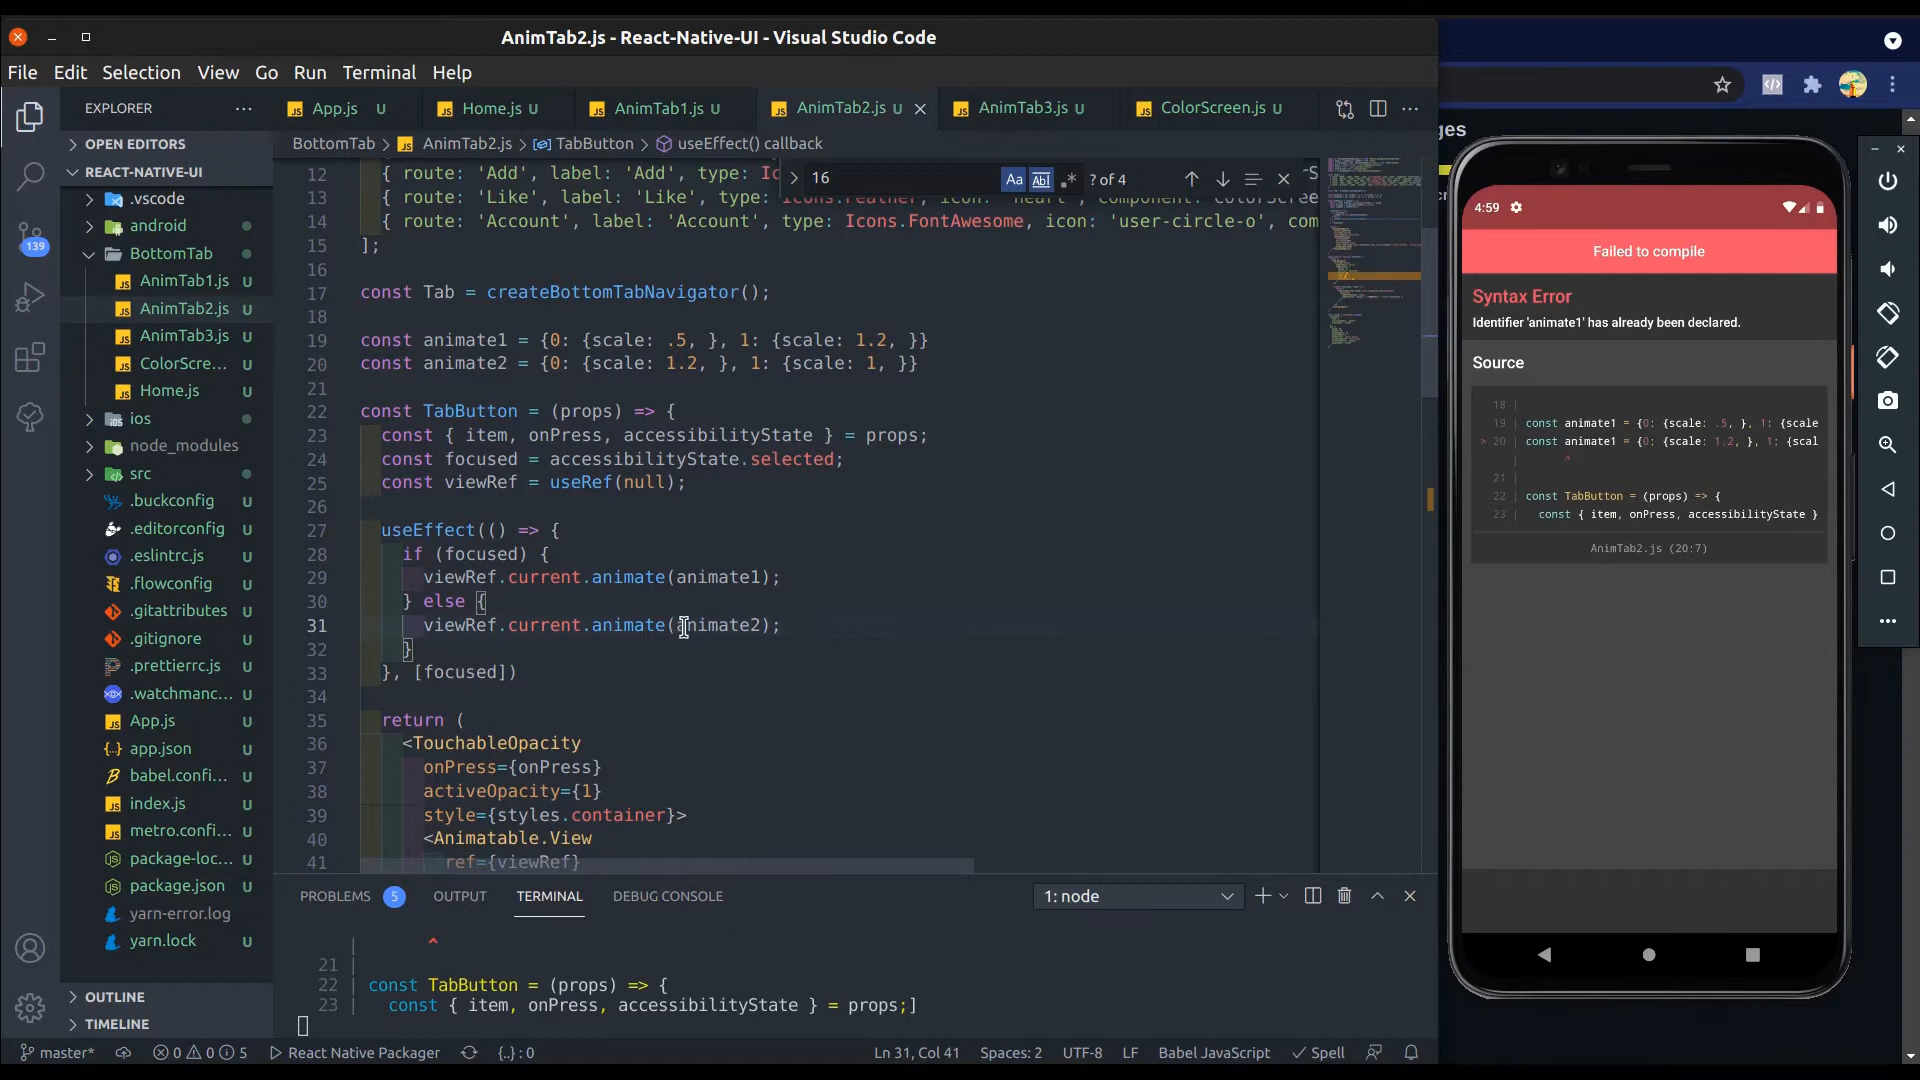 AnimTab2.js - React-Native-UI - Visual Studio Code
File Edit Selection View Go Run Terminal Help
EXPLORER
OPEN EDITORS
REACT-NATIVE-UI
.vscode
android
BottomTab
AnimTab1.js U
AnimTab2.js U
AnimTab3.js U
ColorScre... U
Home.js U
ios
node_modules
src
.buckconfig U
.editorconfig U
.eslintrc.js U
.flowconfig U
.gitattributes U
.gitignore U
.prettierrc.js U
.watchmanc... U
App.js U
app.json U
babel.confi... U
index.js U
metro.confi... U
package-loc... U
package.json U
yarn-error.log
yarn.lock U
OUTLINE
TIMELINE
139
App.js U Home.js U AnimTab1.js U AnimTab2.js U AnimTab3.js U ColorScreen.js U
BottomTab > AnimTab2.js > TabButton > useEffect() callback
16 Aa Abl ? of 4
12 { route: 'Add', label: 'Add', type: Ic
13 { route: 'Like', label: 'Like', type: Icons.Feather, icon: 'heart', component: ColorScree
14 { route: 'Account', label: 'Account', type: Icons.FontAwesome, icon: 'user-circle-o', com
15 ];
16
17 const Tab = createBottomTabNavigator();
18
19 const animate1 = {0: {scale: .5, }, 1: {scale: 1.2, }}
20 const animate2 = {0: {scale: 1.2, }, 1: {scale: 1, }}
21
22 const TabButton = (props) => {
23 const { item, onPress, accessibilityState } = props;
24 const focused = accessibilityState.selected;
25 const viewRef = useRef(null);
26
27 useEffect(() => {
28 if (focused) {
29 viewRef.current.animate(animate1);
30 } else {
31 viewRef.current.animate(animate2);
32 }
33 }, [focused])
34
35 return (
36 <TouchableOpacity
37 onPress={onPress}
38 activeOpacity={1}
39 style={styles.container}>
40 <Animatable.View
41 ref={viewRef}
PROBLEMS 5 OUTPUT TERMINAL DEBUG CONSOLE 1: node
| ^
21 |
22 | const TabButton = (props) => {
23 | const { item, onPress, accessibilityState } = props;]
master* 0 0 5 React Native Packager {..} : 0 Ln 31, Col 41 Spaces: 2 UTF-8 LF Babel JavaScript Spell
ges
4:59
Failed to compile
Syntax Error
Identifier 'animate1' has already been declared.
Source
18 |
19 | const animate1 = {0: {scale: .5, }, 1: {scale
> 20 | const animate1 = {0: {scale: 1.2, }, 1: {scal
| ^
21 |
22 | const TabButton = (props) => {
23 | const { item, onPress, accessibilityState }
AnimTab2.js (20:7)